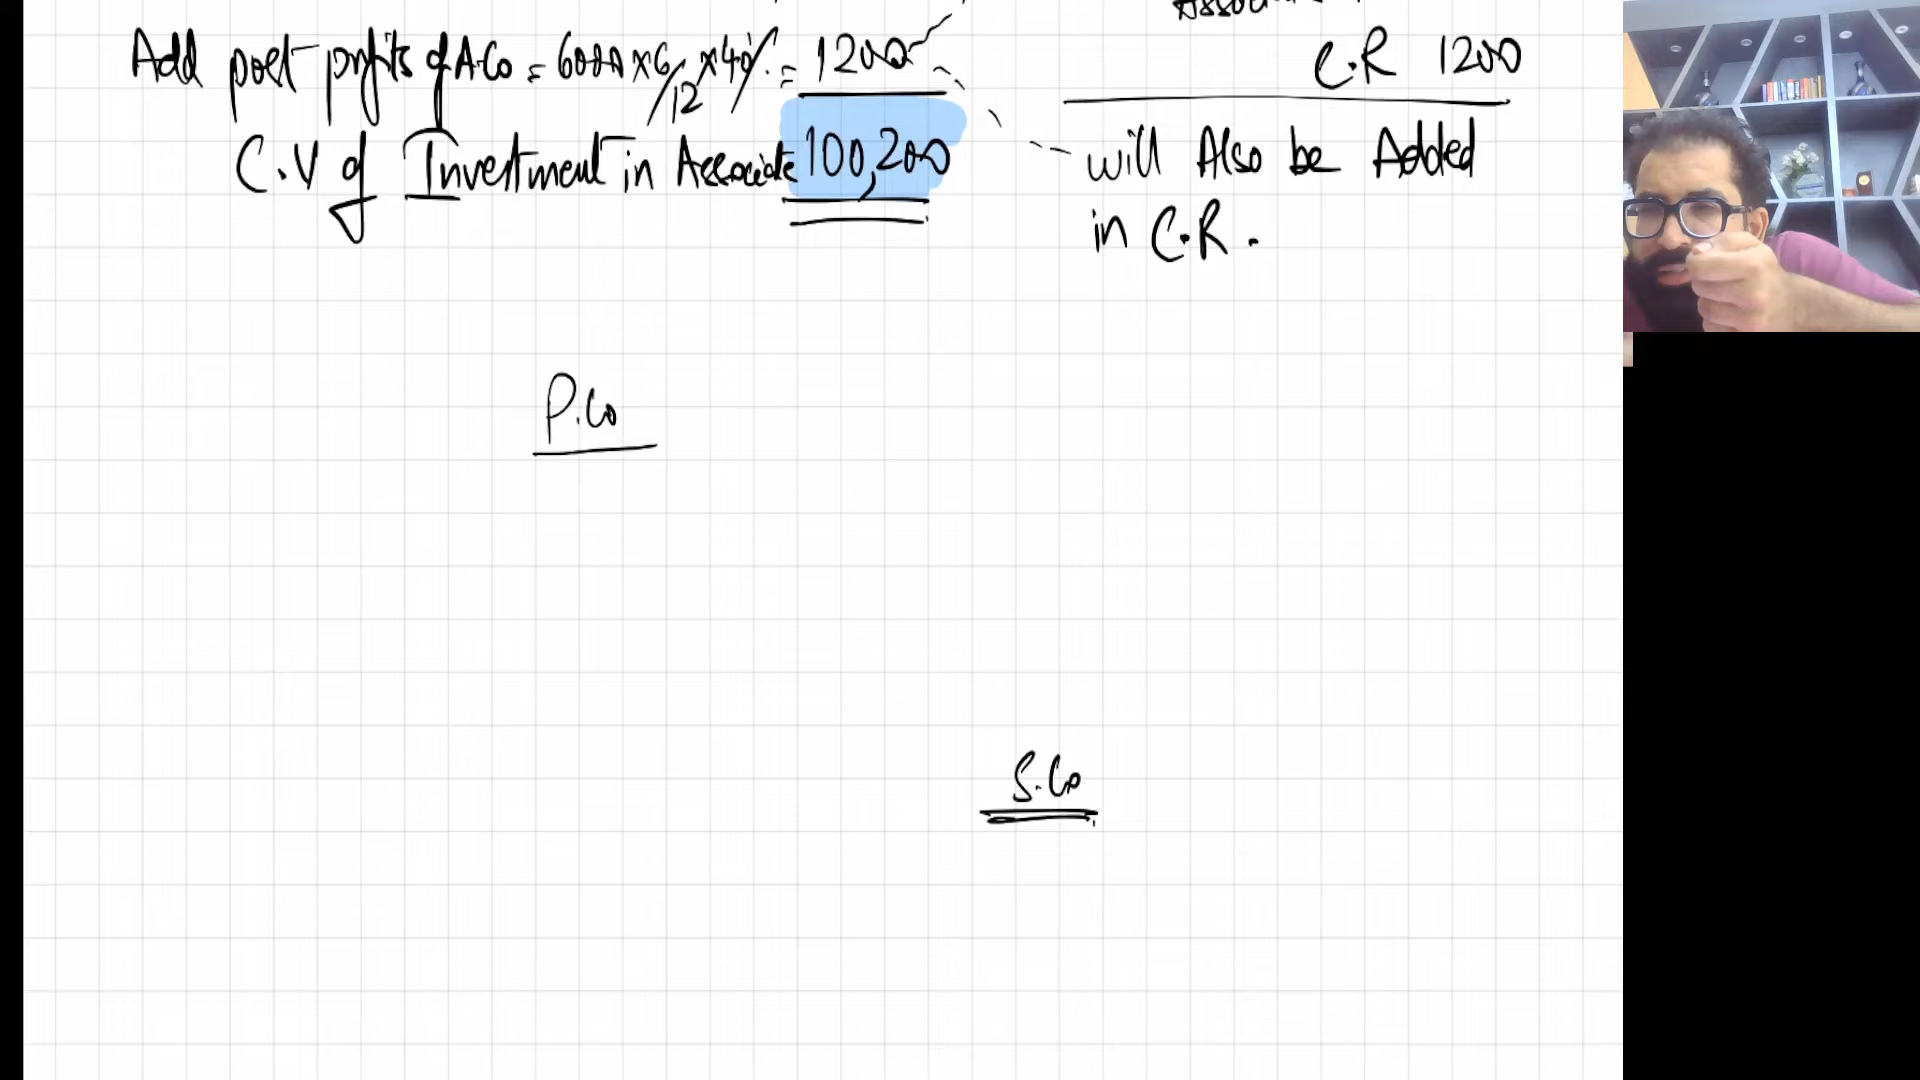 Add post profits of A.Co = 6000 x 6/12 x 40% = 1200
C.V of Investment in Associate 100,200
C.R 1200
will Also be Added
in C.R.
P.Co
S.Co